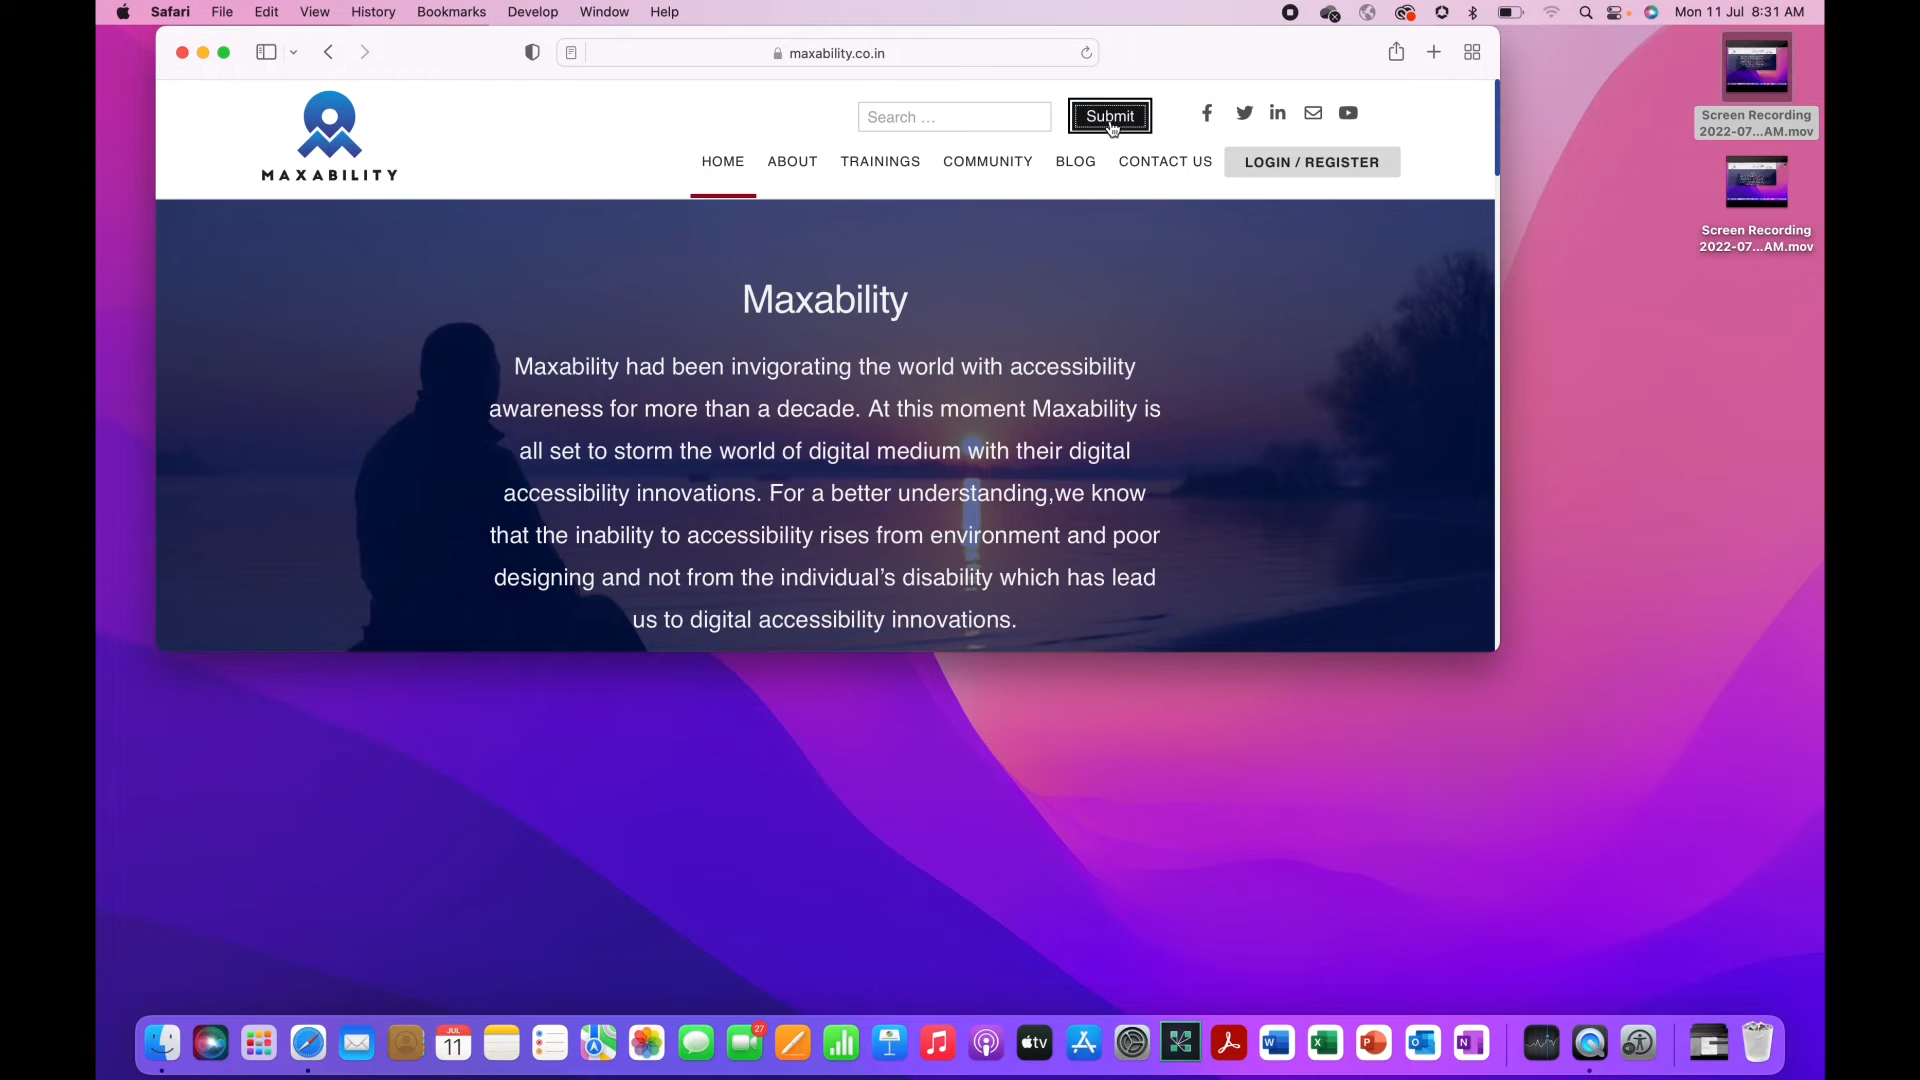 Safari File Edit View History Bookmarks Develop Window Help Mon 11 Jul 8:31 AM
maxability.co.in
Search … Submit
MAXABILITY
HOME ABOUT TRAININGS COMMUNITY BLOG CONTACT US LOGIN / REGISTER
Maxability
Maxability had been invigorating the world with accessibility
awareness for more than a decade. At this moment Maxability is
all set to storm the world of digital medium with their digital
accessibility innovations. For a better understanding,we know
that the inability to accessibility rises from environment and poor
designing and not from the individual’s disability which has lead
us to digital accessibility innovations.
Screen Recording
2022-07...AM.mov
Screen Recording
2022-07...AM.mov
JUL
11
27
tv
W
X
P
O
N